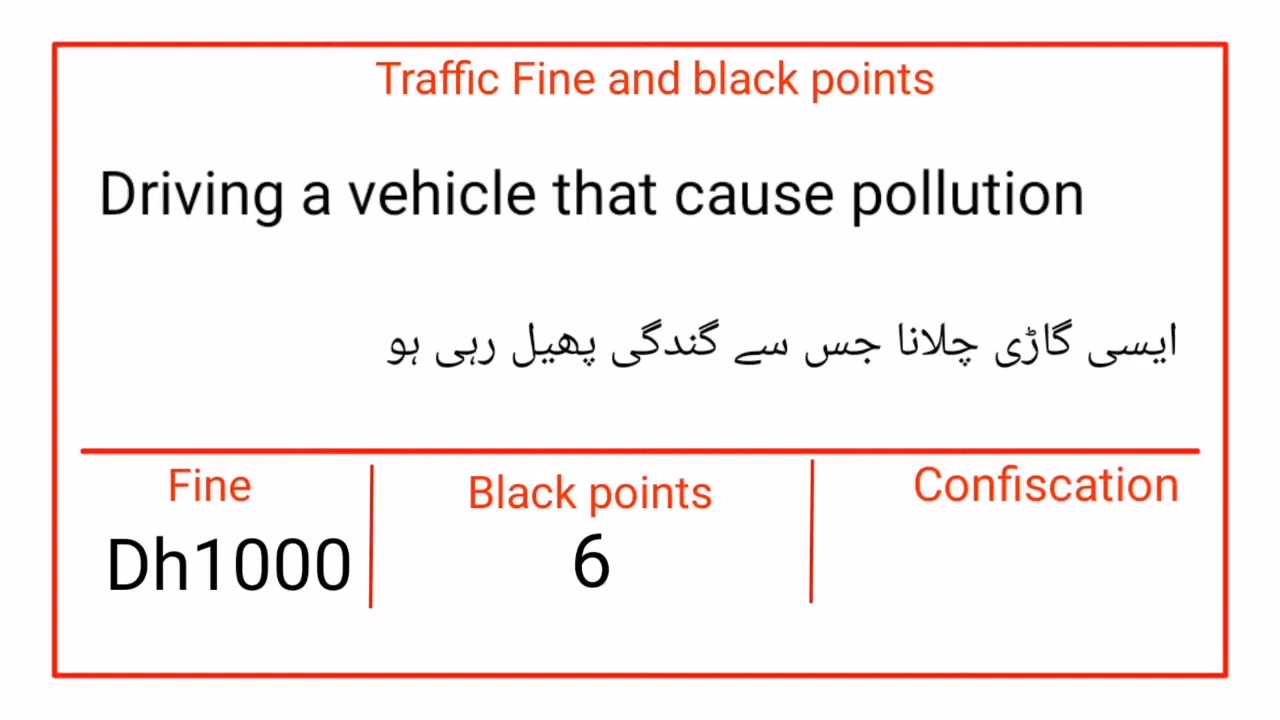 Traffic Fine and black points
Driving a vehicle that cause pollution
ایسی گاڑی چلانا جس سے گندگی پھیل رہی ہو
Fine
Black points
Confiscation
Dh1000
6